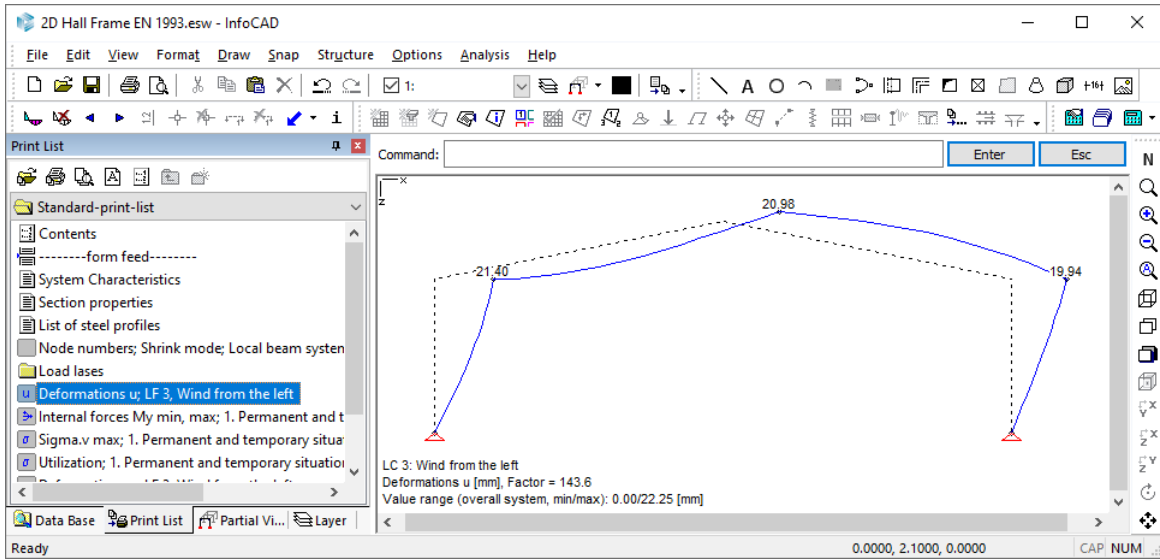 2D Hall Frame EN 1993.esw - InfoCAD
File Edit View Format Draw Snap Structure Options Analysis Help
1:
Print List
Command:
Enter
Esc
N
Standard-print-list
Contents
--------form feed--------
System Characteristics
Section properties
List of steel profiles
Node numbers; Shrink mode; Local beam system
Load lases
Deformations u; LF 3, Wind from the left
Internal forces My min, max; 1. Permanent and t
Sigma.v max; 1. Permanent and temporary situa
Utilization; 1. Permanent and temporary situation
x
z
20.98
21.40
19.94
LC 3: Wind from the left
Deformations u [mm], Factor = 143.6
Value range (overall system, min/max): 0.00/22.25 [mm]
Data Base Print List Partial Vi... Layer
Ready
0.0000, 2.1000, 0.0000
CAP NUM